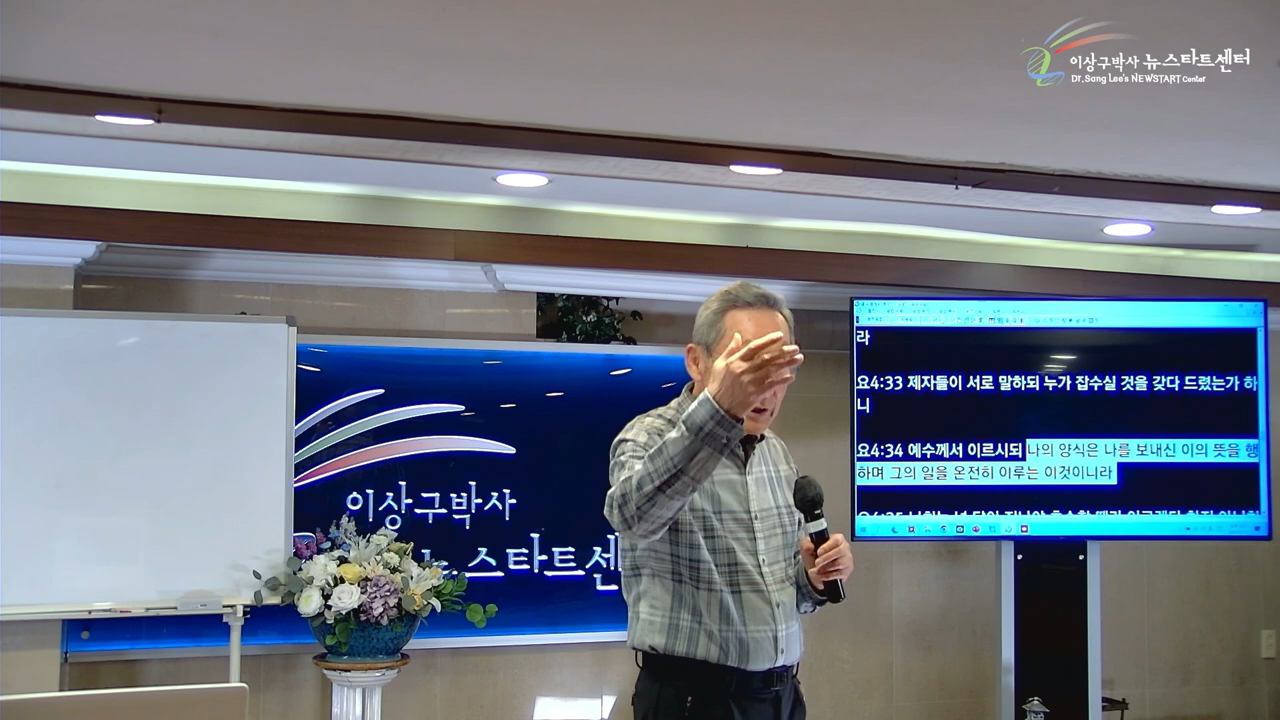 이상구박사 뉴스타트센터
Dr. Sang Lee's NEWSTART Center
라
요4:33 제자들이 서로 말하되 누가 잡수실 것을 갖다 드렸는가 하
니
요4:34 예수께서 이르시되 나의 양식은 나를 보내신 이의 뜻을 행
하며 그의 일을 온전히 이루는 이것이니라
이상구박사
뉴스타트센